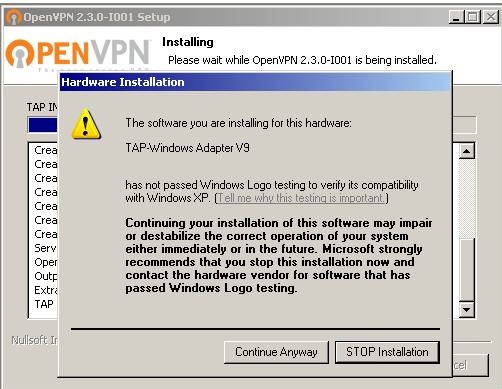 OpenVPN 2.3.0-I001 Setup
OPENVPN
Installing
Please wait while OpenVPN 2.3.0-I001 is being installed.
Hardware Installation
TAP IN
The software you are installing for this hardware:
TAP-Windows Adapter V9
has not passed Windows Logo testing to verify its compatibility
with Windows XP. (Tell me why this testing is important.)
Continuing your installation of this software may impair
or destabilize the correct operation of your system
either immediately or in the future. Microsoft strongly
recommends that you stop this installation now and
contact the hardware vendor for software that has
passed Windows Logo testing.
Crea
Crea
Crea
Crea
Crea
Crea
Crea
Serv
Oper
Outp
Extra
TAP
Nullsoft In
Continue Anyway
STOP Installation
cel